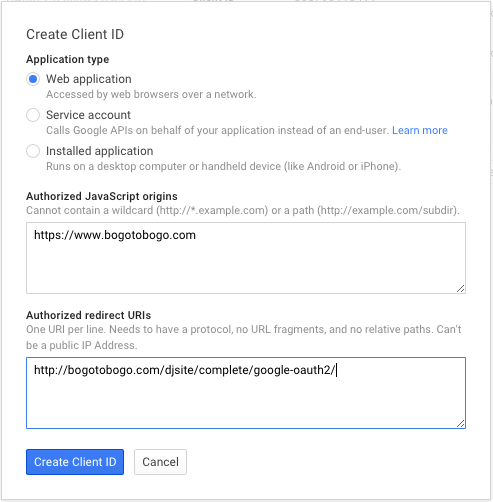 Create Client ID
Application type
Web application
Accessed by web browsers over a network.
Service account
Calls Google APIs on behalf of your application instead of an end-user. Learn more
Installed application
Runs on a desktop computer or handheld device (like Android or iPhone).
Authorized JavaScript origins
Cannot contain a wildcard (http://*.example.com) or a path (http://example.com/subdir).
https://www.bogotobogo.com
Authorized redirect URIs
One URI per line. Needs to have a protocol, no URL fragments, and no relative paths. Can't
be a public IP Address.
http://bogotobogo.com/djsite/complete/google-oauth2/
Create Client ID
Cancel